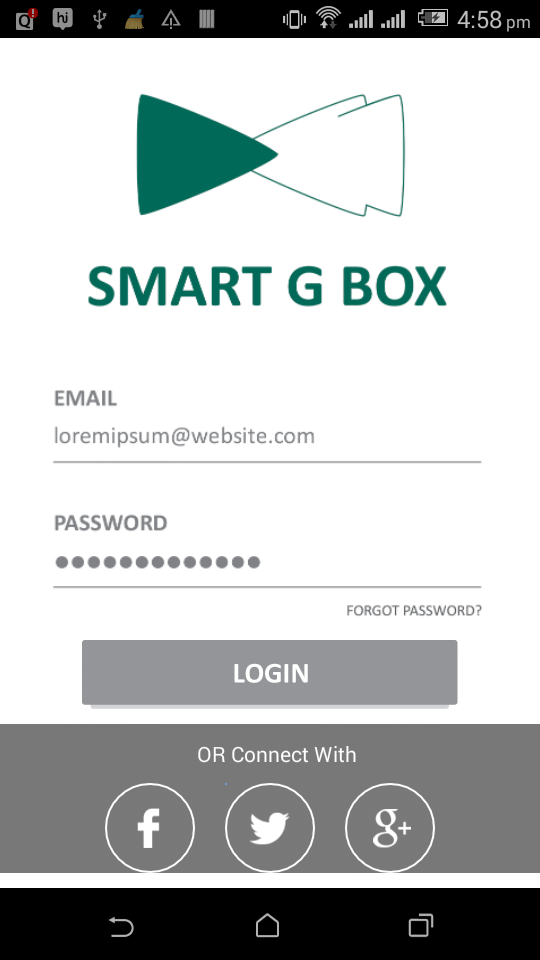 hi
4:58 pm
SMART G BOX
EMAIL
loremipsum@website.com
PASSWORD
FORGOT PASSWORD?
LOGIN
OR Connect With
f
g+